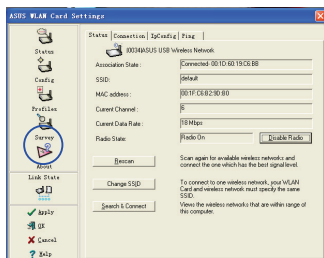 ASUS WLAN Card Settings
Status
Config
Profiles
Survey
About
Link State
Apply
OK
Cancel
Help
Status Connection IpConfig Ping
[0034]ASUS USB Wireless Network
Association State: Connected- 00:1D:60:19:C6:BB
SSID: default
MAC address: 00:1F:C6:82:9D:80
Current Channel: 6
Current Data Rate: 18 Mbps
Radio State: Radio On Disable Radio
Rescan
Scan again for available wireless networks and
connect the one which has the best signal level.
Change SSID
To connect to one wireless network, your WLAN
Card and wireless network must specify the same
SSID.
Search & Connect
Views the wireless networks that are within range of
this computer.